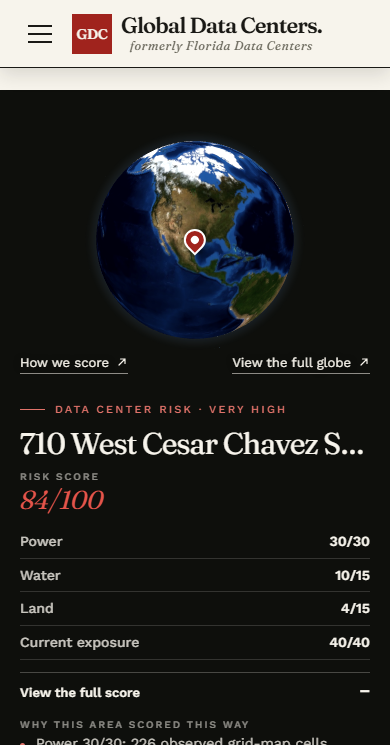 GDC
Global Data Centers.
formerly Florida Data Centers
How we score ↗
View the full globe ↗
DATA CENTER RISK · VERY HIGH
710 West Cesar Chavez S...
RISK SCORE
84/100
Power 30/30
Water 10/15
Land 4/15
Current exposure 40/40
View the full score –
WHY THIS AREA SCORED THIS WAY
• Power 30/30: 226 observed grid-map cells